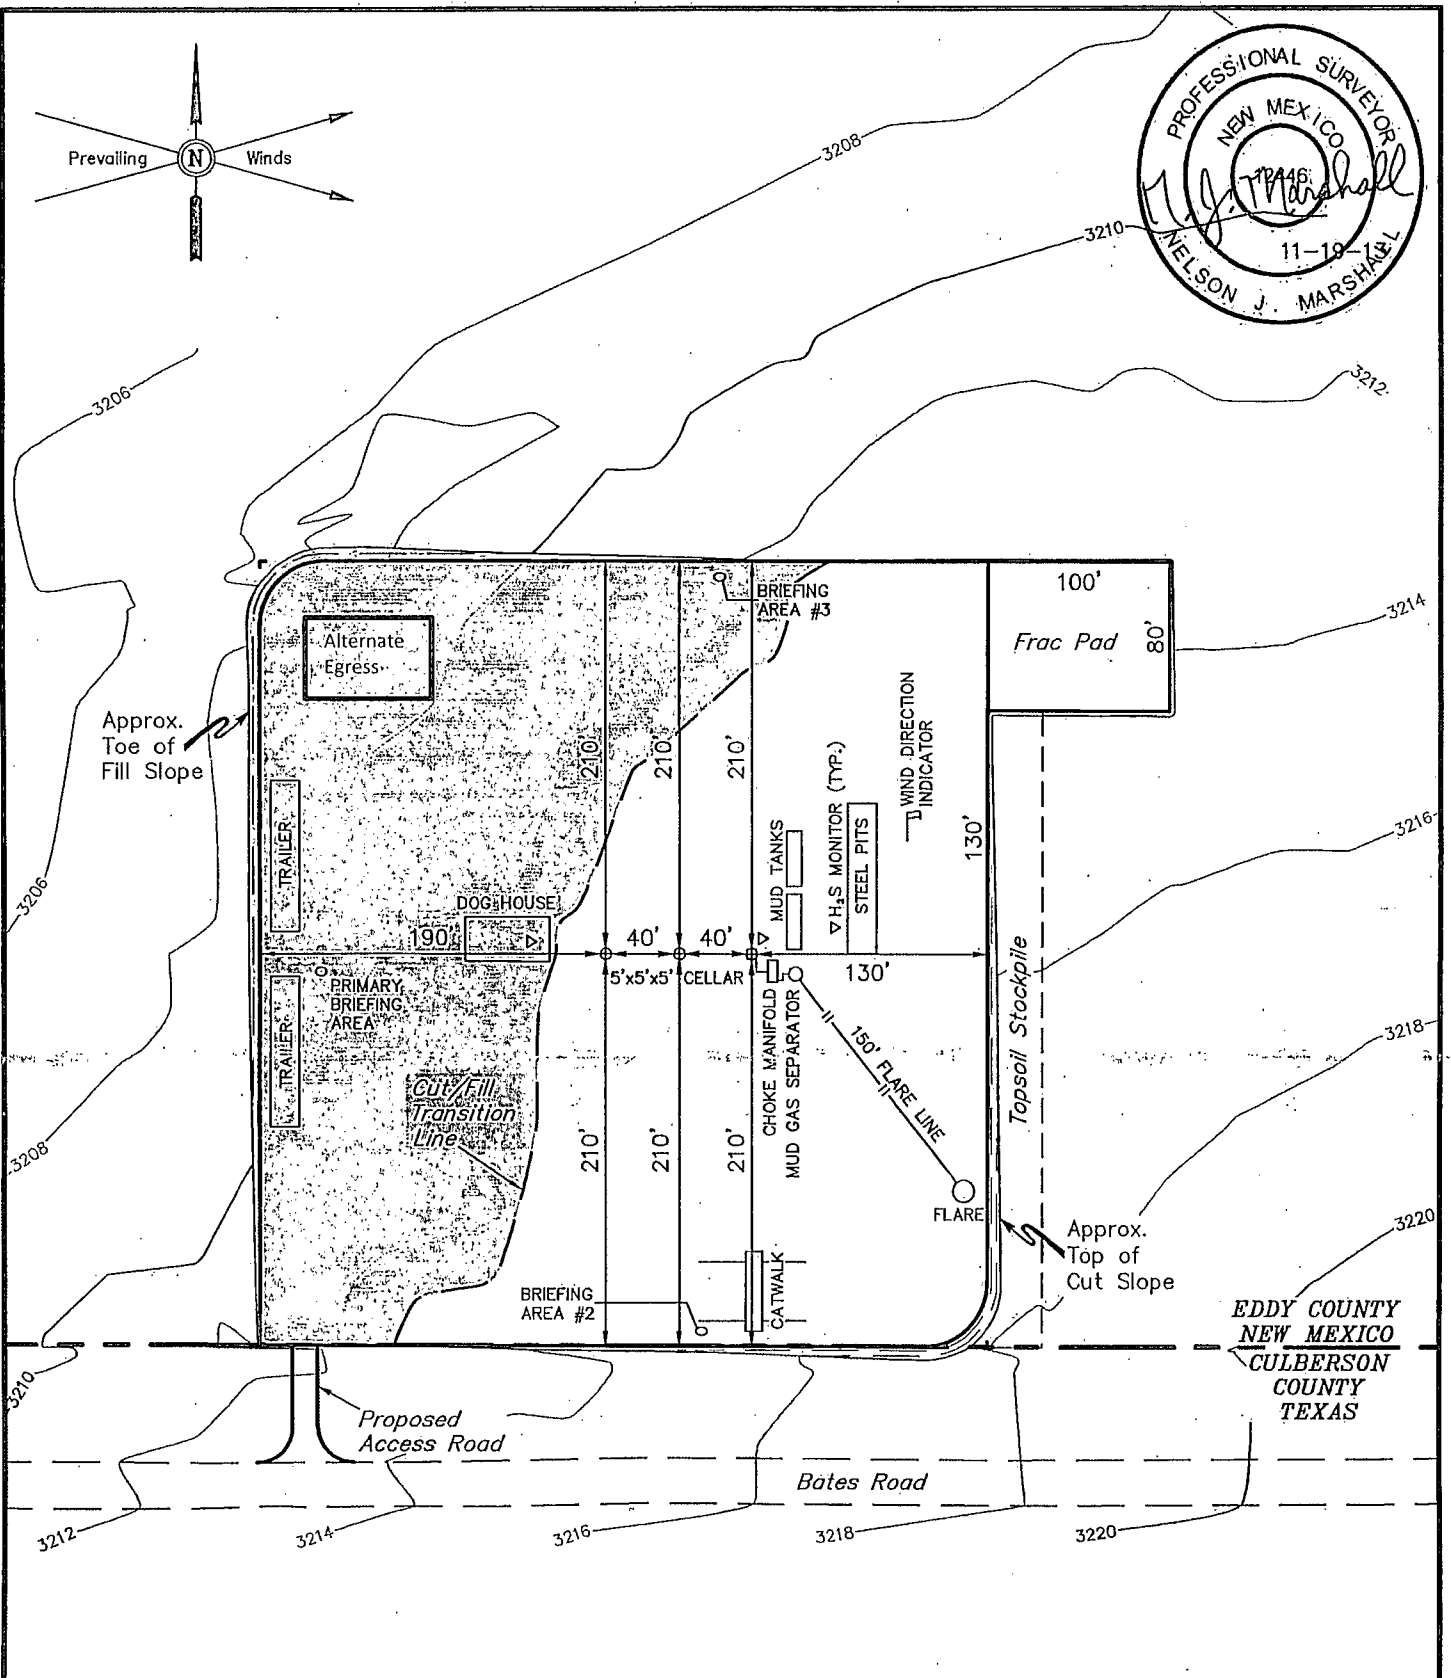 PROFESSIONAL SURVEYOR
NEW MEXICO
N.J. Marshall
NELSON J. MARSHALL
Prevailing
N
Winds
3208
3210
3206
3212
BRIEFING
AREA #3
100'
Frac Pad
80'
3214
Alternate
Egress
Approx.
Toe of
Fill Slope
210'
210'
210'
WIND DIRECTION
INDICATOR
H₂S MONITOR (TYP.)
STEEL PITS
MUD TANKS
130'
3216
TRAILER
3206
DOG HOUSE
190'
40'
40'
130'
5'x5'x5' CELLAR
PRIMARY
BRIEFING
AREA
TRAILER
CHOKE MANIFOLD
MUD GAS SEPARATOR
150' FLARE LINE
Topsoil Stockpile
3218
Cut/Fill
Transition
Line
210'
210'
210'
3208
FLARE
Approx.
Top of
Cut Slope
3220
BRIEFING
AREA #2
CATWALK
EDDY COUNTY
NEW MEXICO
CULBERSON
COUNTY
TEXAS
3210
Proposed
Access Road
Bates Road
3212
3214
3216
3218
3220